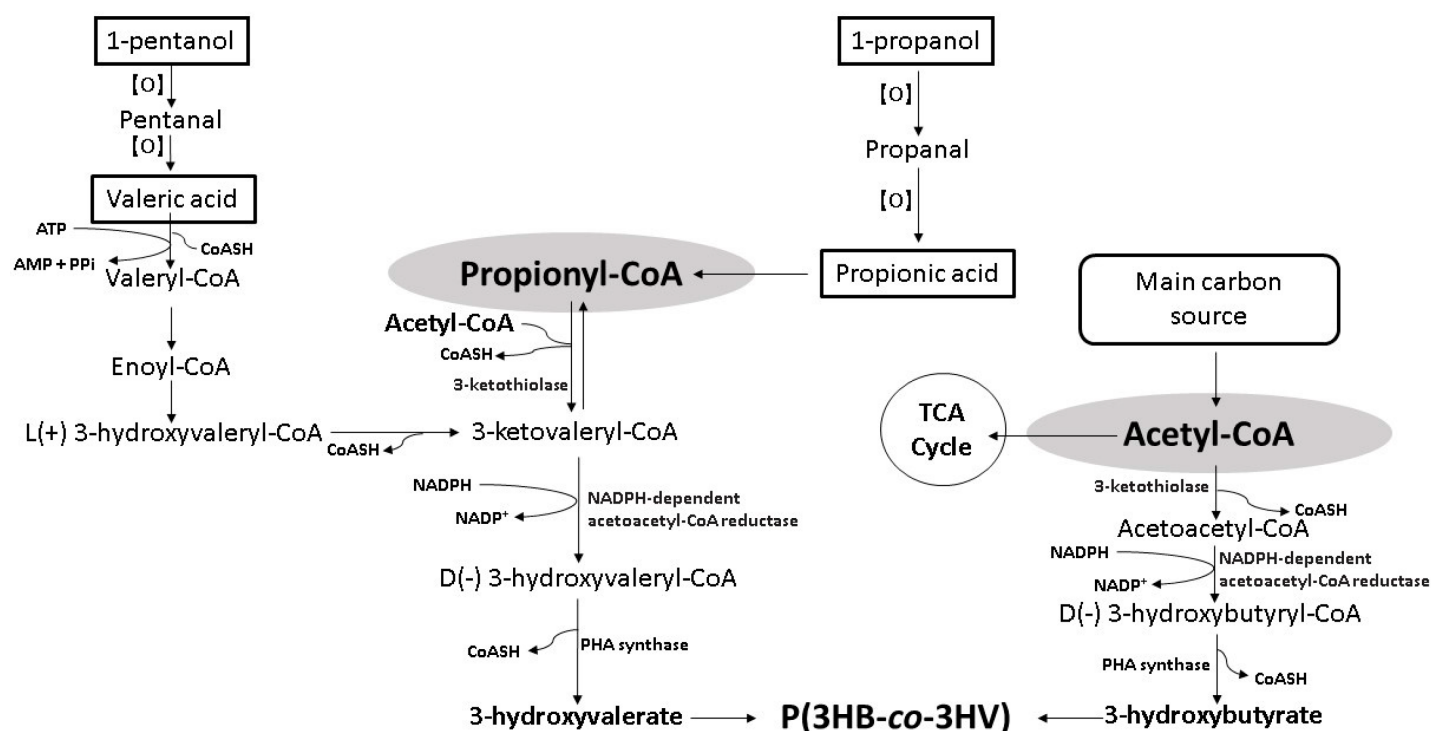 1-pentanol
【O】
Pentanal
【O】
Valeric acid
ATP
CoASH
AMP + PPi
Valeryl-CoA
Enoyl-CoA
L(+) 3-hydroxyvaleryl-CoA
CoASH
1-propanol
【O】
Propanal
【O】
Propionic acid
Propionyl-CoA
Acetyl-CoA
CoASH
3-ketothiolase
3-ketovaleryl-CoA
NADPH
NADP+
NADPH-dependent
acetoacetyl-CoA reductase
D(-) 3-hydroxyvaleryl-CoA
CoASH
PHA synthase
3-hydroxyvalerate
P(3HB-co-3HV)
Main carbon
source
TCA
Cycle
Acetyl-CoA
3-ketothiolase
CoASH
Acetoacetyl-CoA
NADPH
NADP+
NADPH-dependent
acetoacetyl-CoA reductase
D(-) 3-hydroxybutyryl-CoA
PHA synthase
CoASH
3-hydroxybutyrate